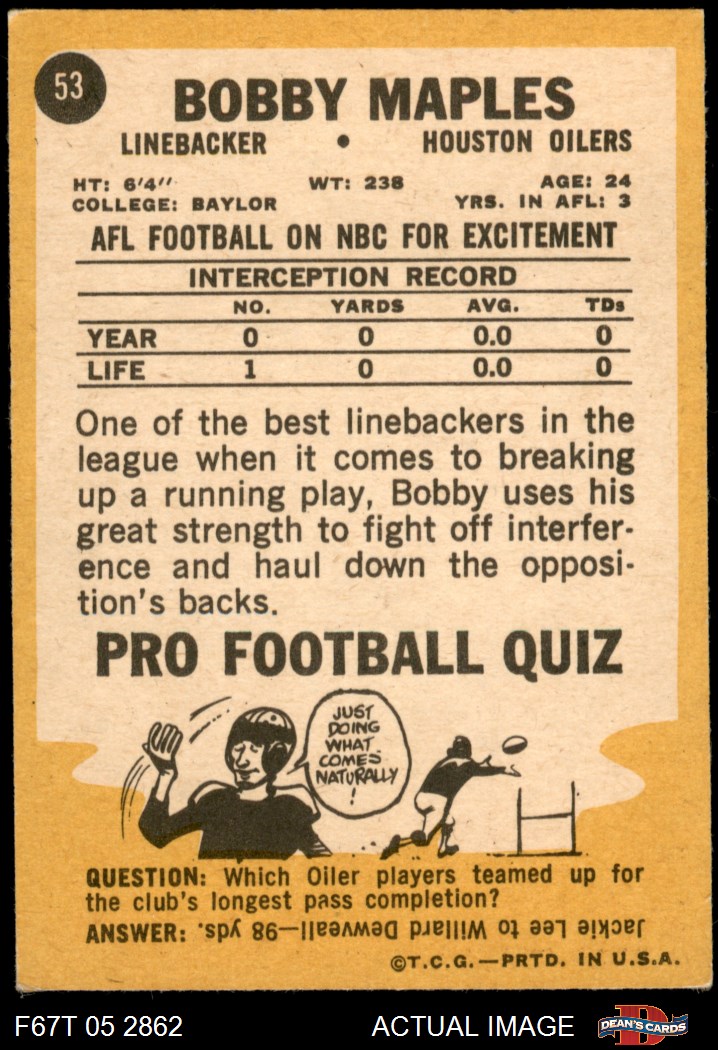 53
BOBBY MAPLES
LINEBACKER • HOUSTON OILERS
HT: 6'4" WT: 238 AGE: 24
COLLEGE: BAYLOR YRS. IN AFL: 3
AFL FOOTBALL ON NBC FOR EXCITEMENT
INTERCEPTION RECORD
NO. YARDS AVG. TDs
YEAR 0 0 0.0 0
LIFE 1 0 0.0 0
One of the best linebackers in the
league when it comes to breaking
up a running play, Bobby uses his
great strength to fight off interfer-
ence and haul down the opposi-
tion's backs.
PRO FOOTBALL QUIZ
JUST
DOING
WHAT
COMES
NATURALLY
!
QUESTION: Which Oiler players teamed up for
the club's longest pass completion?
ANSWER: Jackie Lee to Willard Dewveall—98 yds.
©T.C.G.—PRTD. IN U.S.A.
F67T 05 2862 ACTUAL IMAGE D DEAN'S CARDS